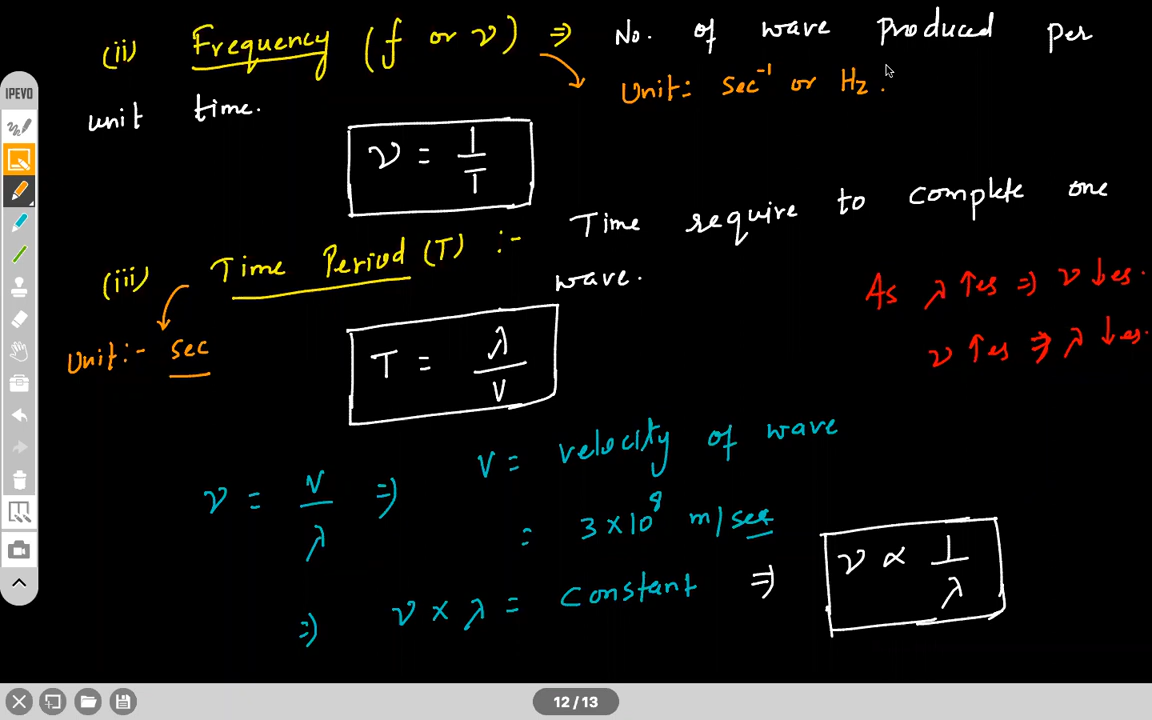 (ii) Frequency (f or ν) ⇒ No. of wave produced per
Unit: Sec⁻¹ or Hz.
unit time.
ν = 1/T
(iii) Time Period (T) :- Time require to complete one
wave.
Unit:- sec
T = λ/v
As λ ↑es ⇒ ν ↓es.
ν ↑es ⇒ λ ↓es.
ν = v/λ ⇒ v = velocity of wave
= 3 × 10⁸ m/sec
⇒ ν × λ = constant ⇒ ν ∝ 1/λ
IPEVO
12 / 13